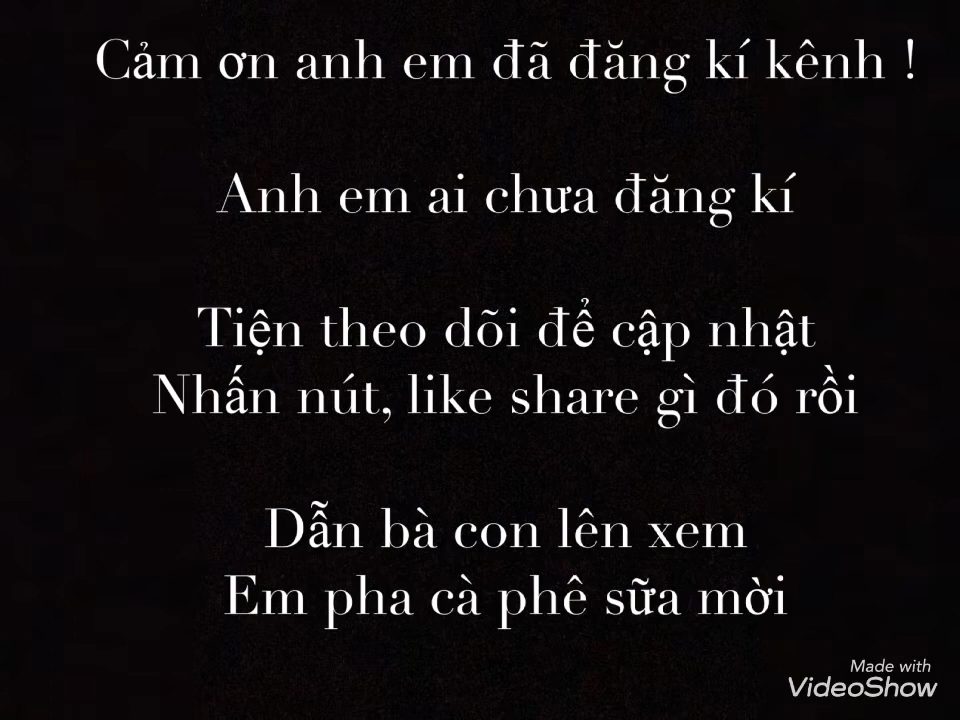 Cảm ơn anh em đã đăng kí kênh !
Anh em ai chưa đăng kí
Tiện theo dõi để cập nhật
Nhấn nút, like share gì đó rồi
Dẫn bà con lên xem
Em pha cà phê sữa mời
Made with
VideoShow